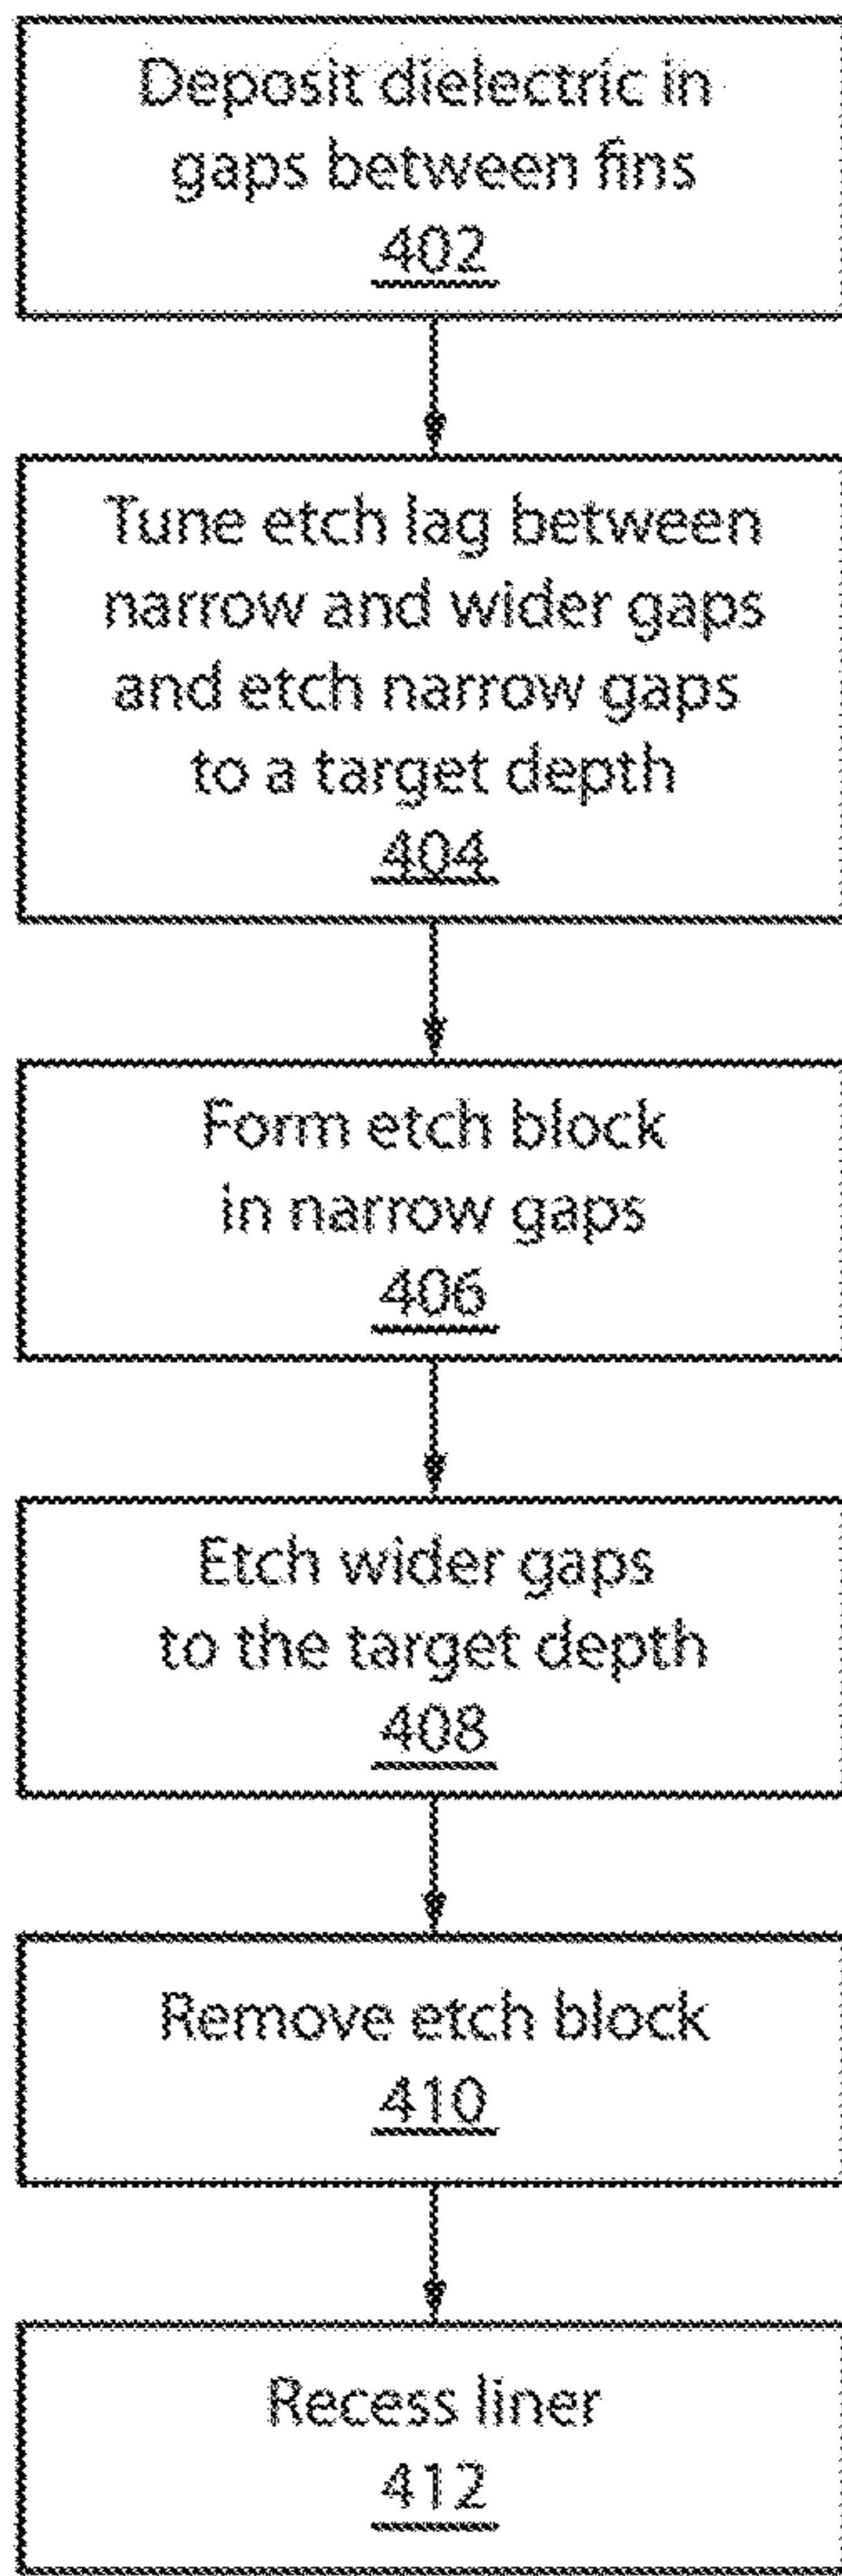 Deposit dielectric in
gaps between fins
402
Tune etch lag between
narrow and wider gaps
and etch narrow gaps
to a target depth
404
Form etch block
in narrow gaps
406
Etch wider gaps
to the target depth
408
Remove etch block
410
Recess liner
412